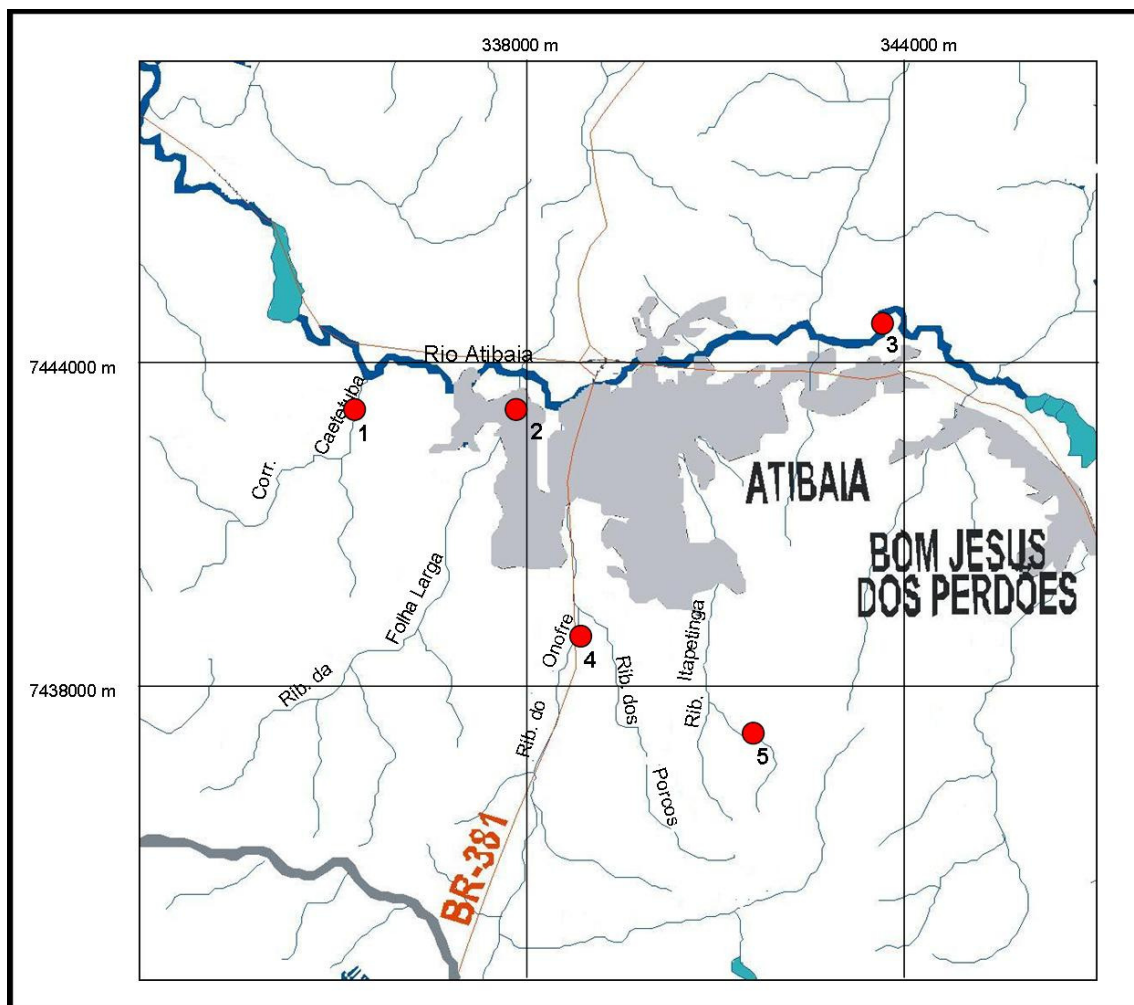 338000 m
344000 m
3
Rio Atibaia
7444000 m
Corr. Caetetuba
1
2
ATIBAIA
BOM JESUS
DOS PERDÕES
Rib. da Folha Larga
Rib. do Onofre
4
Rib. dos Porcos
Rib. Itapetinga
7438000 m
5
BR-381